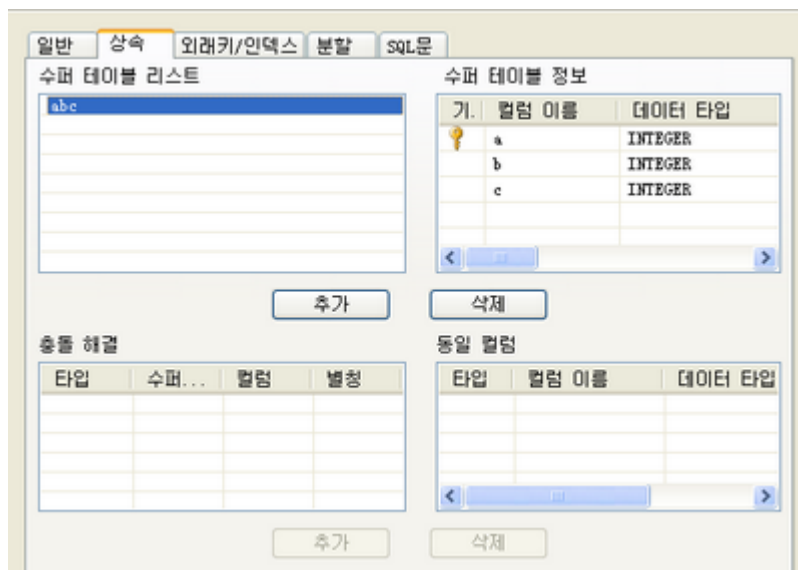 일반 상속 외래키/인덱스 분할 SQL문
수퍼 테이블 리스트
abc
수퍼 테이블 정보
기. 컬럼 이름 데이터 타입
a INTEGER
b INTEGER
c INTEGER
추가 삭제
충돌 해결
타입 수퍼... 컬럼 별칭
동일 컬럼
타입 컬럼 이름 데이터 타입
추가 삭제